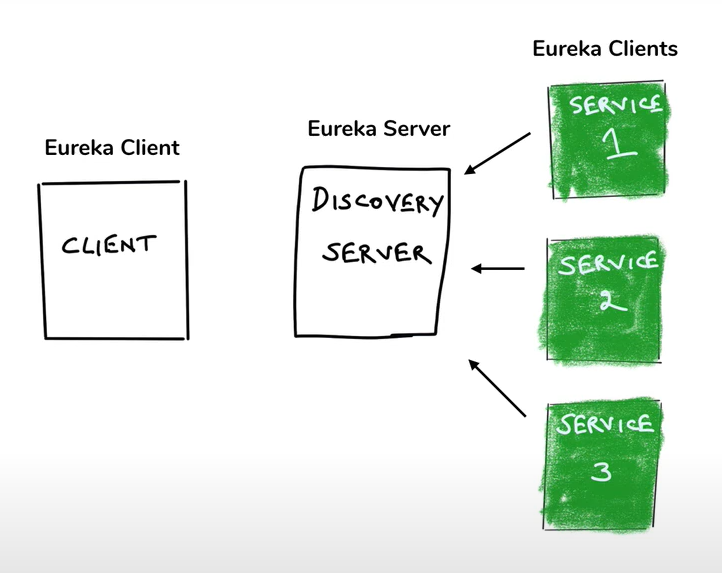 Eureka Client
CLIENT
Eureka Server
DISCOVERY
SERVER
Eureka Clients
SERVICE
1
SERVICE
2
SERVICE
3